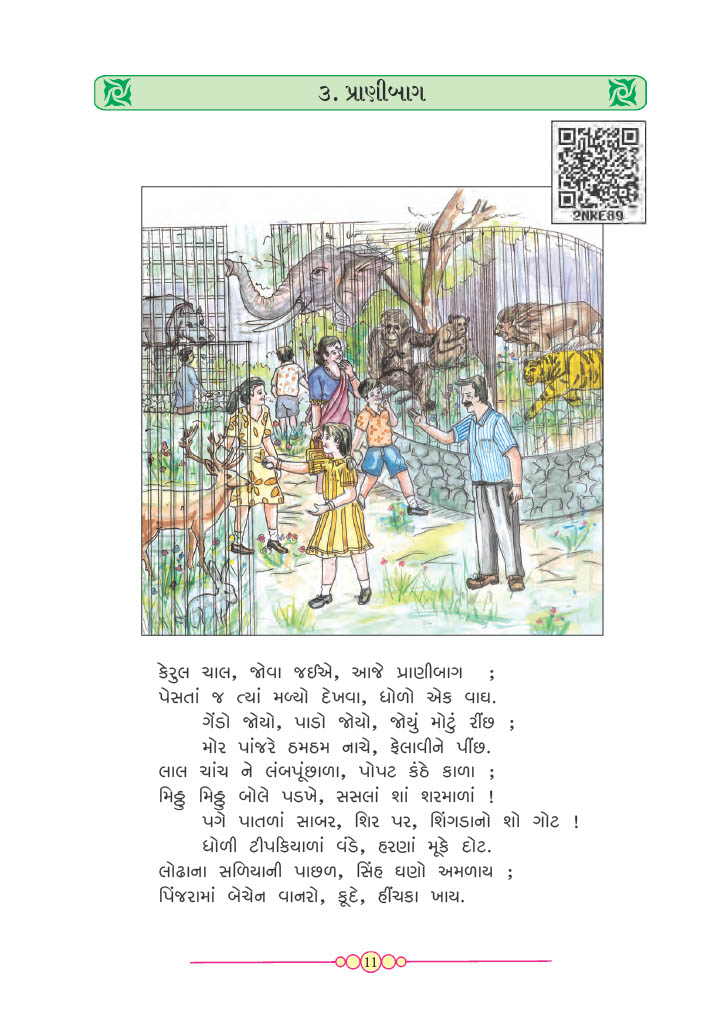 ૩. પ્રાણીબાગ
2NRE89
કેરુલ ચાલ, જોવા જઈએ, આજે પ્રાણીબાગ ;
પેસતાં જ ત્યાં મળ્યો દેખવા, ધોળો એક વાઘ.
ગેંડો જોયો, પાડો જોયો, જોયું મોટું રીંછ ;
મોર પાંજરે ઠમઠમ નાચે, ફેલાવીને પીંછ.
લાલ ચાંચ ને લંબપૂંછાળા, પોપટ કંઠે કાળા ;
મિઠ્ઠુ મિઠ્ઠુ બોલે પડખે, સસલાં શાં શરમાળાં !
પગે પાતળાં સાબર, શિર પર, શિંગડાનો શો ગોટ !
ધોળી ટીપકિયાળાં વંડે, હરણાં મૂકે દોટ.
લોઢાના સળિયાની પાછળ, સિંહ ઘણો અમળાય ;
પિંજરામાં બેચેન વાનરો, કૂદે, હીંચકા ખાય.
11